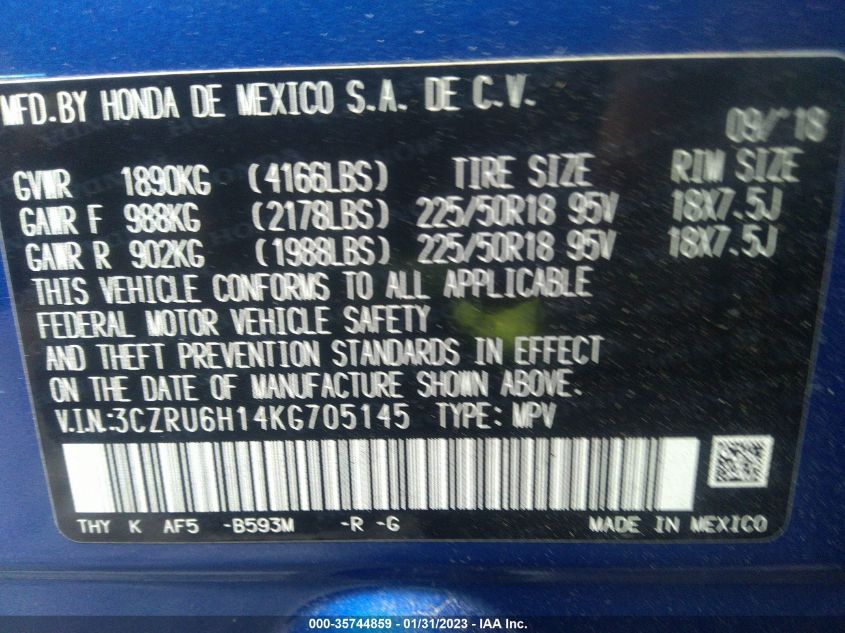 MFD.BY HONDA DE MEXICO S.A. DE C.V.
09/18
GVWR 1890KG (4166LBS) TIRE SIZE RIM SIZE
GAWR F 988KG (2178LBS) 225/50R18 95V 18X7.5J
GAWR R 902KG (1988LBS) 225/50R18 95V 18X7.5J
THIS VEHICLE CONFORMS TO ALL APPLICABLE
FEDERAL MOTOR VEHICLE SAFETY
AND THEFT PREVENTION STANDARDS IN EFFECT
ON THE DATE OF MANUFACTURE SHOWN ABOVE.
V.I.N.:3CZRU6H14KG705145 TYPE: MPV
THY K AF5 -B593M -R -G MADE IN MEXICO
000-35744859 - 01/31/2023 - IAA Inc.